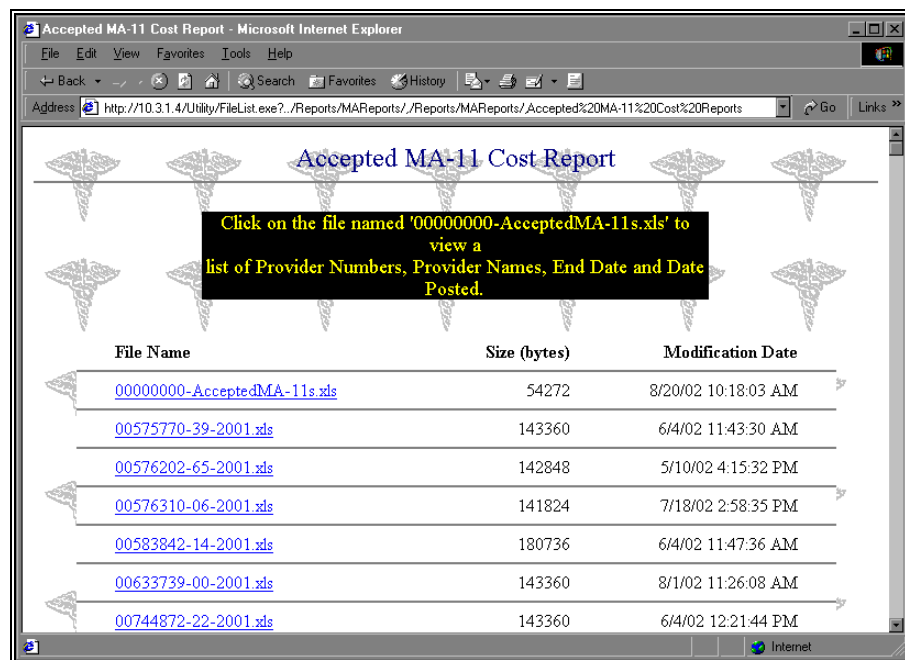 Accepted MA-11 Cost Report - Microsoft Internet Explorer
File Edit View Favorites Tools Help
Back Search Favorites History
Address http://10.3.1.4/Utility/FileList.exe?../Reports/MAReports/,/Reports/MAReports/,Accepted%20MA-11%20Cost%20Reports Go Links »
Accepted MA-11 Cost Report
Click on the file named '00000000-AcceptedMA-11s.xls' to
view a
list of Provider Numbers, Provider Names, End Date and Date
Posted.
File Name Size (bytes) Modification Date
00000000-AcceptedMA-11s.xls 54272 8/20/02 10:18:03 AM
00575770-39-2001.xls 143360 6/4/02 11:43:30 AM
00576202-65-2001.xls 142848 5/10/02 4:15:32 PM
00576310-06-2001.xls 141824 7/18/02 2:58:35 PM
00583842-14-2001.xls 180736 6/4/02 11:47:36 AM
00633739-00-2001.xls 143360 8/1/02 11:26:08 AM
00744872-22-2001.xls 143360 6/4/02 12:21:44 PM
Internet